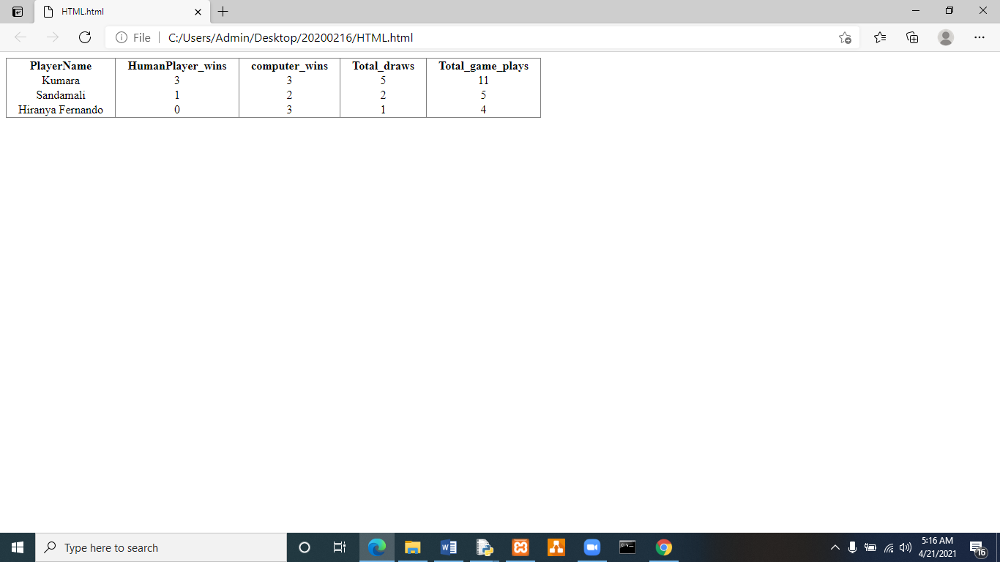 HTML.html
File C:/Users/Admin/Desktop/20200216/HTML.html
PlayerName HumanPlayer_wins computer_wins Total_draws Total_game_plays
Kumara 3 3 5 11
Sandamali 1 2 2 5
Hiranya Fernando 0 3 1 4
Type here to search
5:16 AM
4/21/2021
16